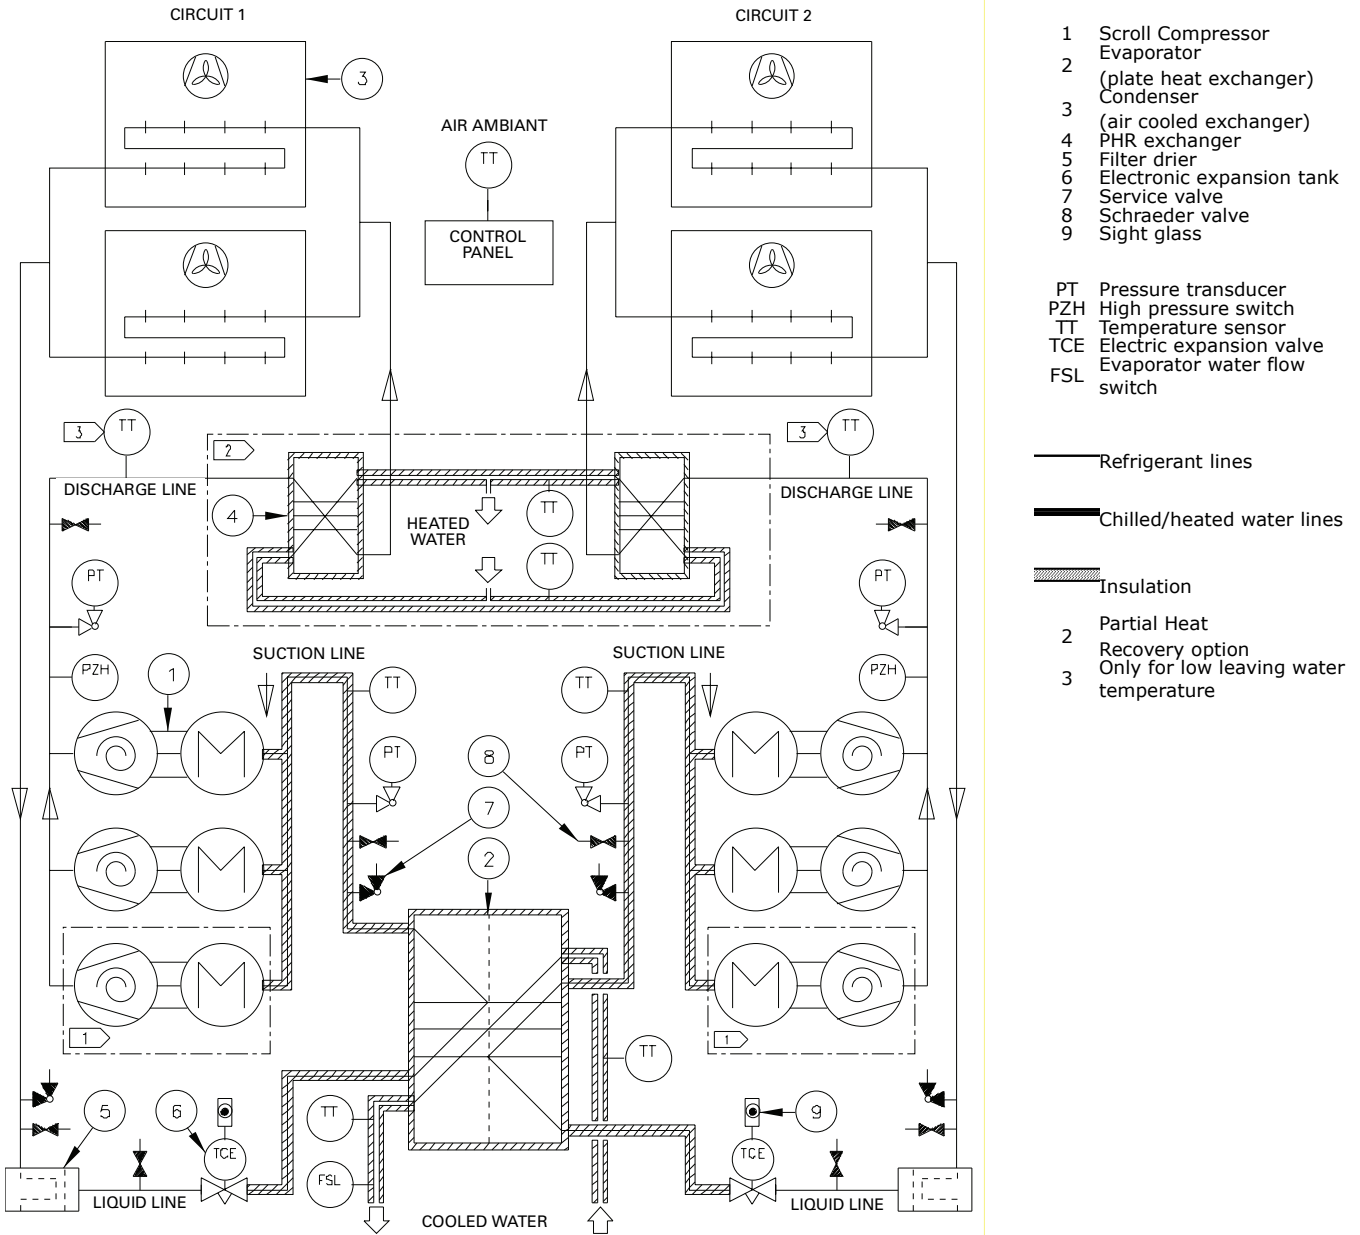 CIRCUIT 1
CIRCUIT 2
3
AIR AMBIANT
TT
CONTROL
PANEL
3
TT
2
3
TT
DISCHARGE LINE
DISCHARGE LINE
4
HEATED
WATER
TT
TT
PT
PT
SUCTION LINE
SUCTION LINE
PZH
1
TT
TT
PZH
PT
8
PT
7
2
1
1
TT
5
6
TT
9
TCE
TCE
FSL
LIQUID LINE
LIQUID LINE
COOLED WATER
1 Scroll Compressor
2 Evaporator
(plate heat exchanger)
3 Condenser
(air cooled exchanger)
4 PHR exchanger
5 Filter drier
6 Electronic expansion tank
7 Service valve
8 Schraeder valve
9 Sight glass
PT Pressure transducer
PZH High pressure switch
TT Temperature sensor
TCE Electric expansion valve
FSL Evaporator water flow
switch
Refrigerant lines
Chilled/heated water lines
Insulation
2 Partial Heat
Recovery option
3 Only for low leaving water
temperature